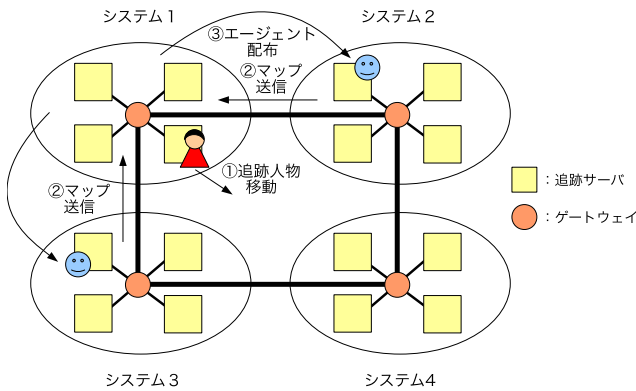 システム１
システム２
③エージェント
配布
②マップ
送信
①追跡人物
移動
：追跡サーバ
②マップ
送信
：ゲートウェイ
システム３
システム4